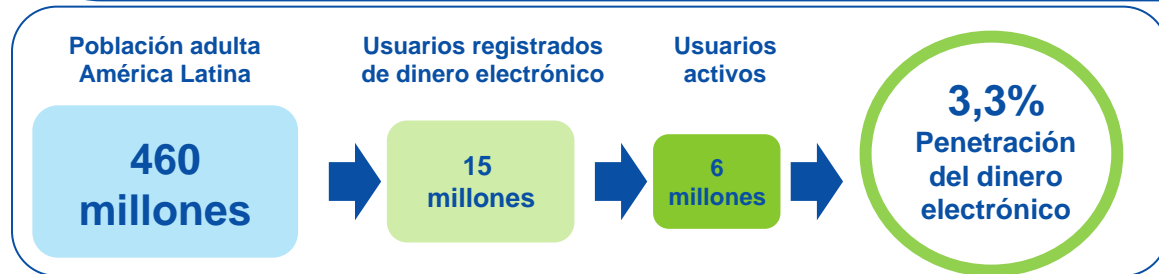 Población adulta
América Latina
460
millones
Usuarios registrados
de dinero electrónico
15
millones
Usuarios
activos
6
millones
3,3%
Penetración
del dinero
electrónico